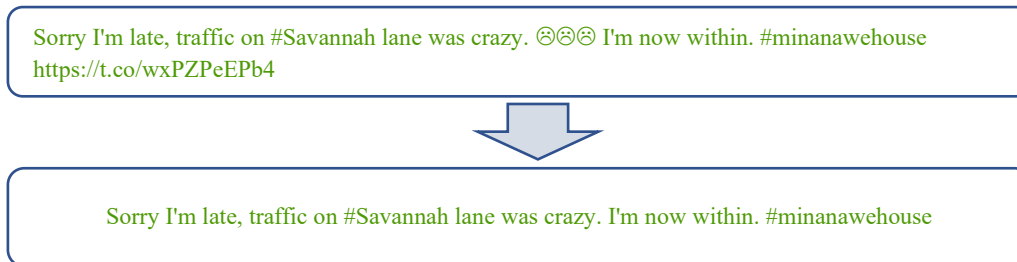 Sorry I'm late, traffic on #Savannah lane was crazy. ☹☹☹ I'm now within. #minanawehouse
https://t.co/wxPZPeEPb4
Sorry I'm late, traffic on #Savannah lane was crazy. I'm now within. #minanawehouse